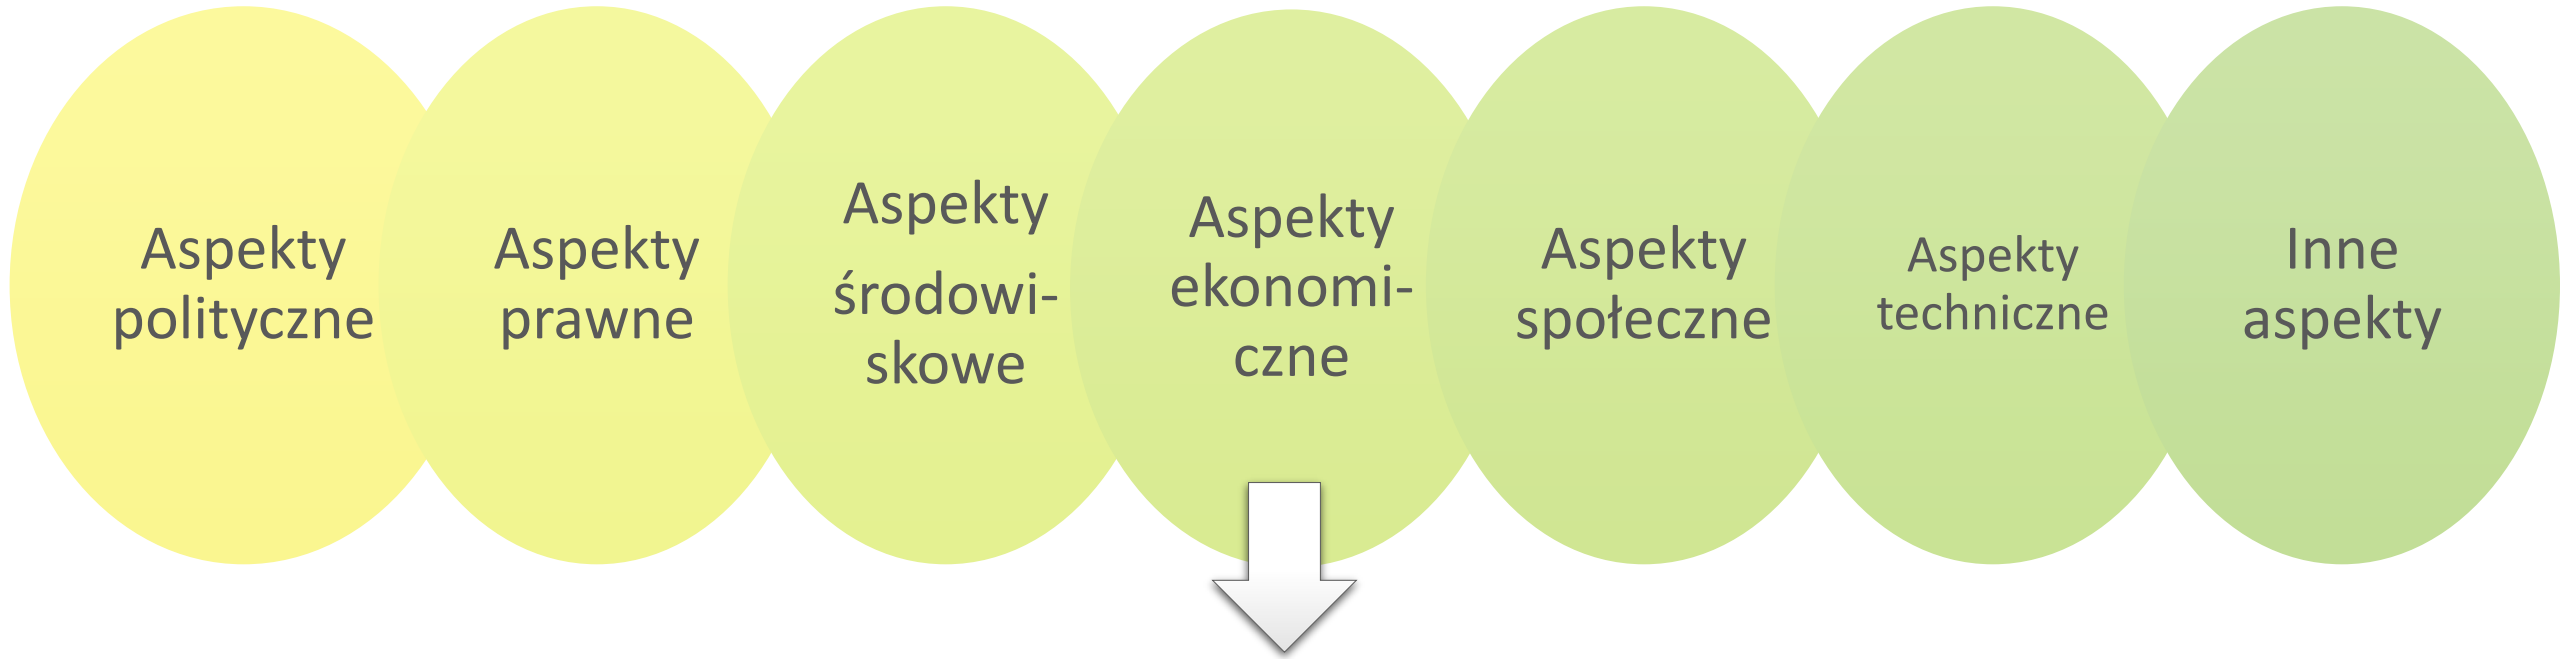 Aspekty
polityczne
Aspekty
prawne
Aspekty
środowi-
skowe
Aspekty
ekonomi-
czne
Aspekty
społeczne
Aspekty
techniczne
Inne
aspekty